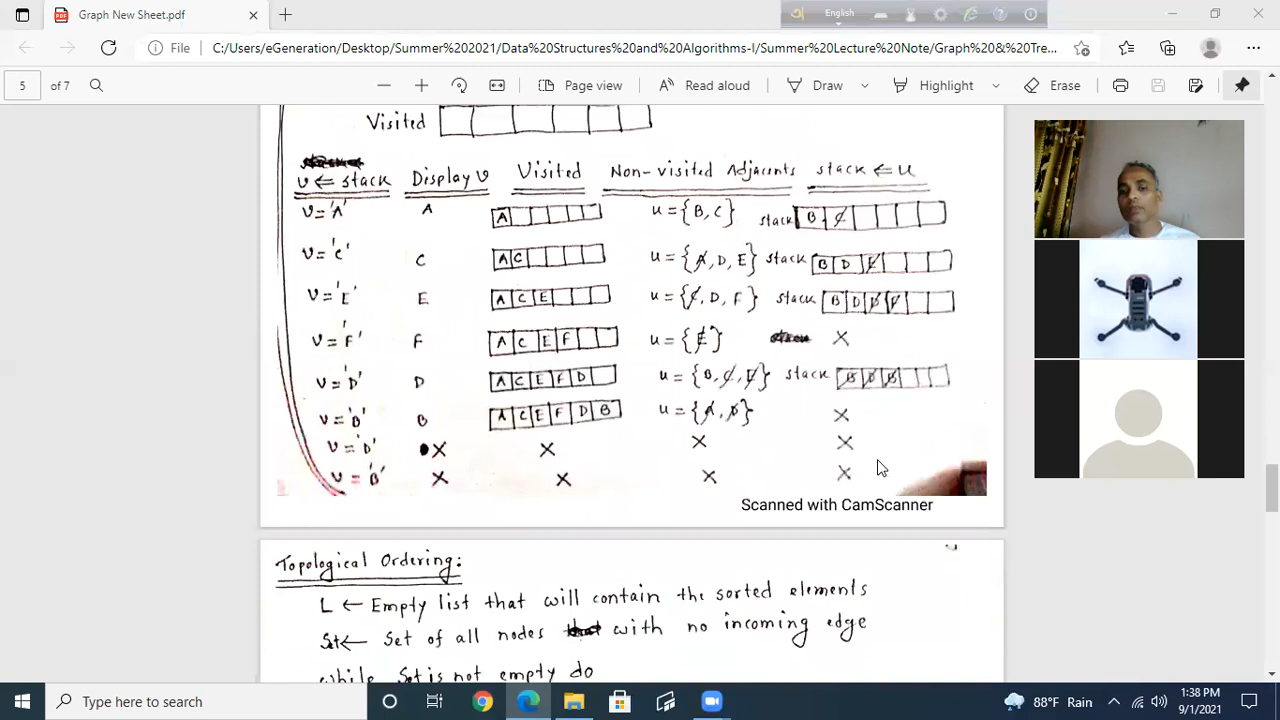 Graph New Sheet.pdf
English
File
C:/Users/eGeneration/Desktop/Summer%202021/Data%20Structures%20and%20Algorithms-I/Summer%20Lecture%20Note/Graph%20&%20Tre...
5 of 7
Page view
Read aloud
Draw
Highlight
Erase
Visited
v ⇐ stack Display v Visited Non-visited Adjacents stack ⇐ u
v='A' A A u={B,C} stack B C
v='C' C A C u={A,D,E} stack B D E
v='E' E A C E u={C,D,F} stack B D D F
v='F' F A C E F u={E} X
v='D' D A C E F D u={B,C,E} stack B D B
v='B' B A C E F D B u={A,D} X
v='D' X X X X
v='B' X X X X
Scanned with CamScanner
Topological Ordering:
L ← Empty list that will contain the sorted elements
Set← Set of all nodes with no incoming edge
while Set is not empty do
Type here to search
88°F Rain
1:38 PM
9/1/2021